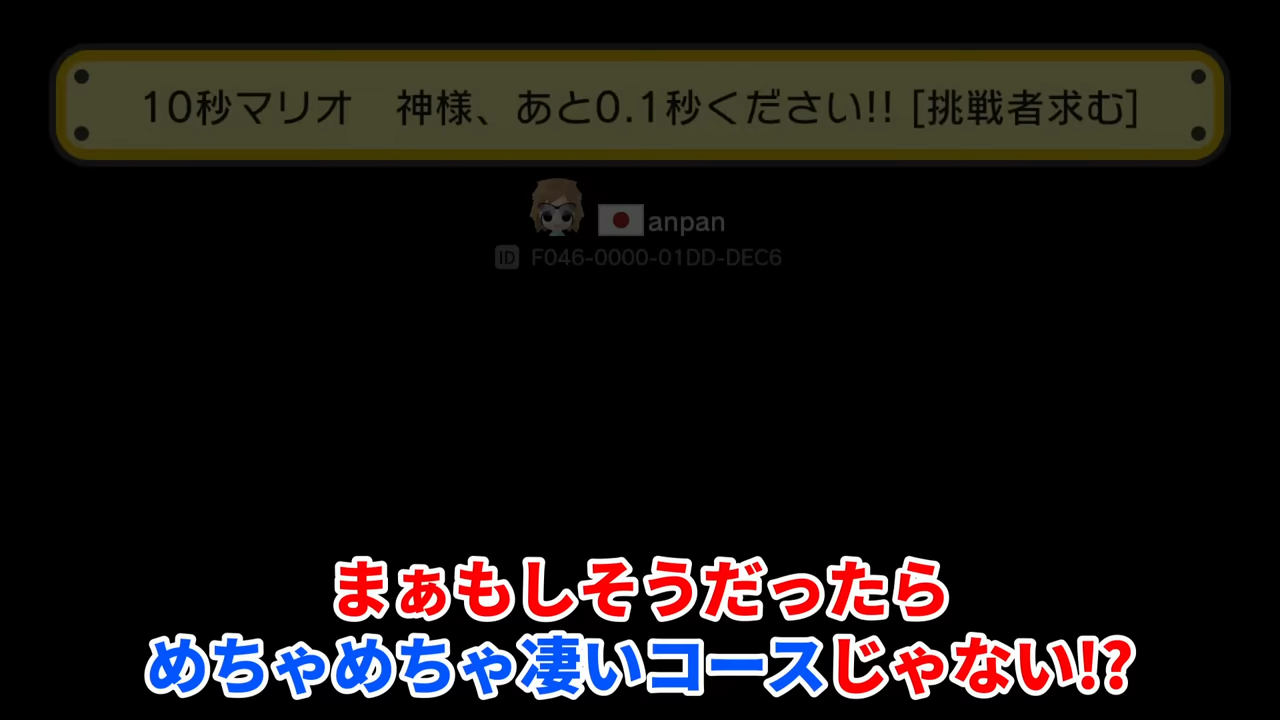 10秒マリオ　神様、あと0.1秒ください!! [挑戦者求む]
anpan
ID F046-0000-01DD-DEC6
まぁもしそうだったら
めちゃめちゃ凄いコースじゃない!?